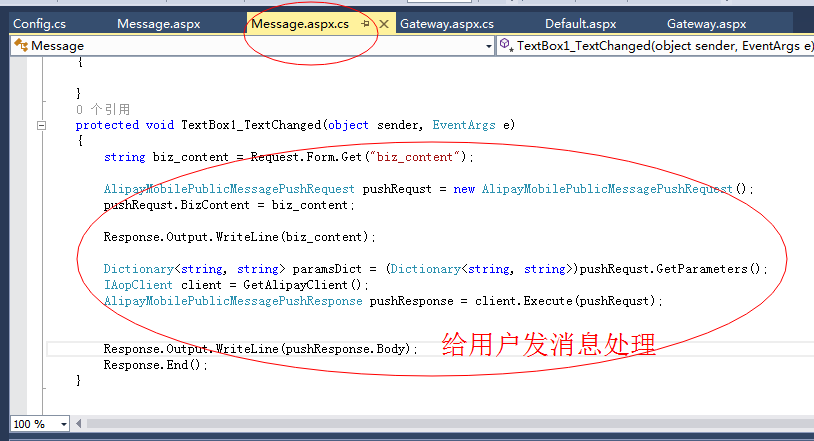 Config.cs Message.aspx Message.aspx.cs Gateway.aspx.cs Default.aspx Gateway.aspx
Message TextBox1_TextChanged(object sender, EventArgs e)
{
}
0 个引用
protected void TextBox1_TextChanged(object sender, EventArgs e)
{
string biz_content = Request.Form.Get("biz_content");
AlipayMobilePublicMessagePushRequest pushRequst = new AlipayMobilePublicMessagePushRequest();
pushRequst.BizContent = biz_content;
Response.Output.WriteLine(biz_content);
Dictionary<string, string> paramsDict = (Dictionary<string, string>)pushRequst.GetParameters();
IAopClient client = GetAlipayClient();
AlipayMobilePublicMessagePushResponse pushResponse = client.Execute(pushRequst);
Response.Output.WriteLine(pushResponse.Body);
给用户发消息处理
Response.End();
}
100 %